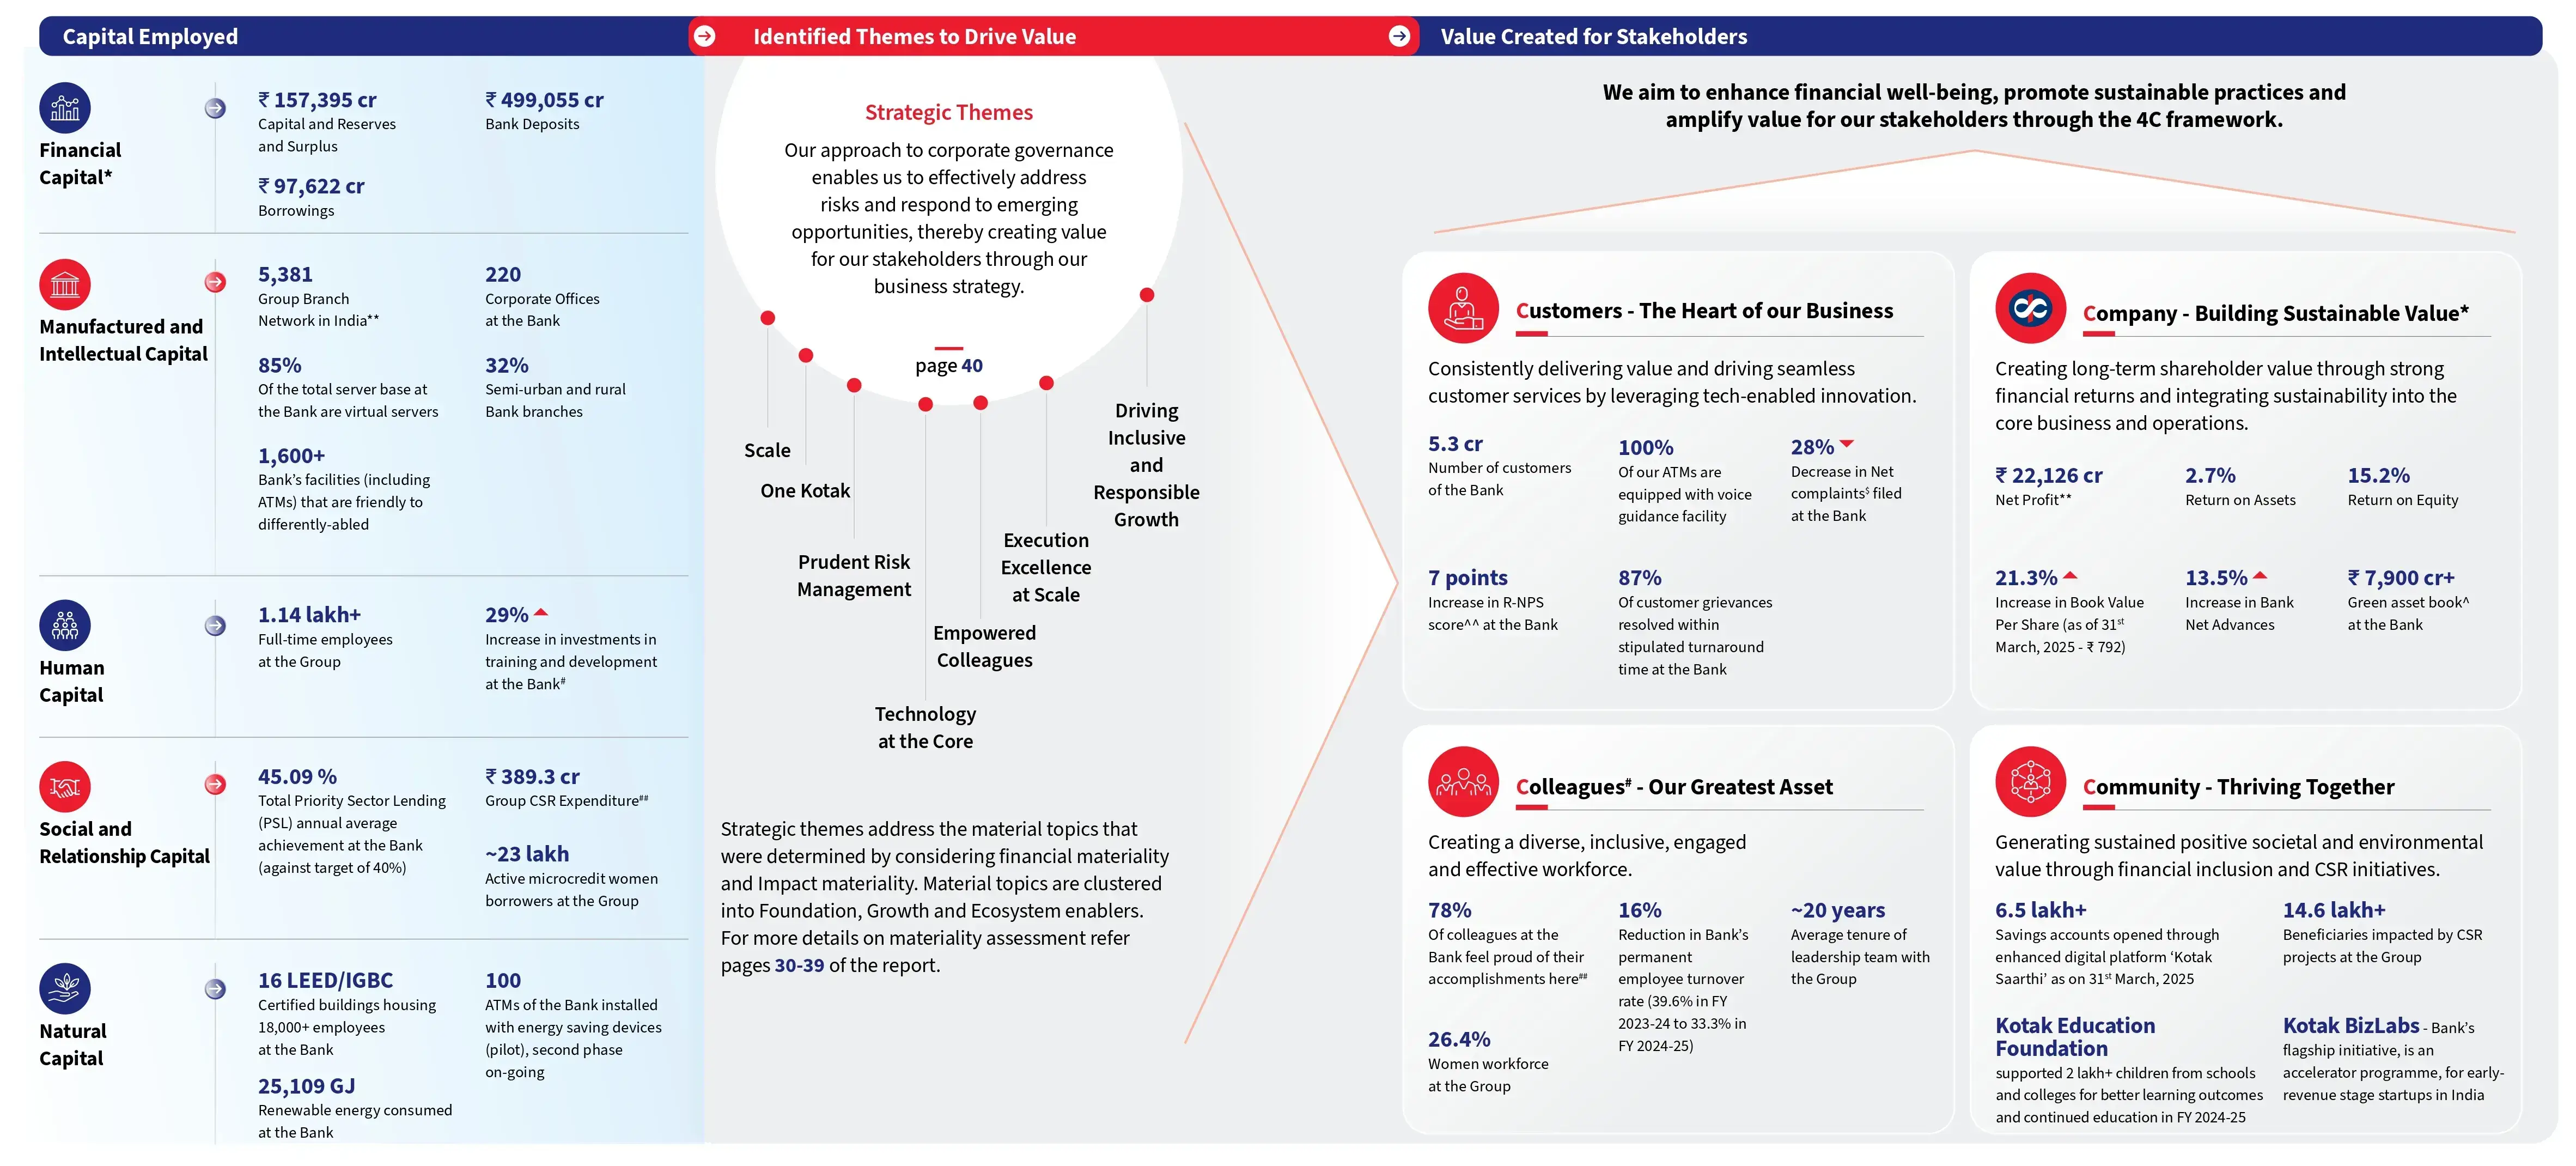 Capital Employed
Identified Themes to Drive Value
Value Created for Stakeholders
Financial
Capital*
₹ 157,395 cr
Capital and Reserves
and Surplus
₹ 499,055 cr
Bank Deposits
₹ 97,622 cr
Borrowings
Manufactured and
Intellectual Capital
5,381
Group Branch
Network in India**
220
Corporate Offices
at the Bank
85%
Of the total server base at
the Bank are virtual servers
32%
Semi-urban and rural
Bank branches
1,600+
Bank's facilities (including
ATMs) that are friendly to
differently-abled
Human
Capital
1.14 lakh+
Full-time employees
at the Group
29%
Increase in investments in
training and development
at the Bank#
Social and
Relationship Capital
45.09 %
Total Priority Sector Lending
(PSL) annual average
achievement at the Bank
(against target of 40%)
₹ 389.3 cr
Group CSR Expenditure##
~23 lakh
Active microcredit women
borrowers at the Group
Natural
Capital
16 LEED/IGBC
Certified buildings housing
18,000+ employees
at the Bank
100
ATMs of the Bank installed
with energy saving devices
(pilot), second phase
on-going
25,109 GJ
Renewable energy consumed
at the Bank
Strategic Themes
Our approach to corporate governance
enables us to effectively address
risks and respond to emerging
opportunities, thereby creating value
for our stakeholders through our
business strategy.
page 40
Scale
One Kotak
Prudent Risk
Management
Technology
at the Core
Empowered
Colleagues
Execution
Excellence
at Scale
Driving
Inclusive
and
Responsible
Growth
Strategic themes address the material topics that
were determined by considering financial materiality
and Impact materiality. Material topics are clustered
into Foundation, Growth and Ecosystem enablers.
For more details on materiality assessment refer
pages 30-39 of the report.
We aim to enhance financial well-being, promote sustainable practices and
amplify value for our stakeholders through the 4C framework.
Customers - The Heart of our Business
Consistently delivering value and driving seamless
customer services by leveraging tech-enabled innovation.
5.3 cr
Number of customers
of the Bank
100%
Of our ATMs are
equipped with voice
guidance facility
28%
Decrease in Net
complaints$ filed
at the Bank
7 points
Increase in R-NPS
score^^ at the Bank
87%
Of customer grievances
resolved within
stipulated turnaround
time at the Bank
Company - Building Sustainable Value*
Creating long-term shareholder value through strong
financial returns and integrating sustainability into the
core business and operations.
₹ 22,126 cr
Net Profit**
2.7%
Return on Assets
15.2%
Return on Equity
21.3%
Increase in Book Value
Per Share (as of 31st
March, 2025 - ₹ 792)
13.5%
Increase in Bank
Net Advances
₹ 7,900 cr+
Green asset book^
at the Bank
Colleagues# - Our Greatest Asset
Creating a diverse, inclusive, engaged
and effective workforce.
78%
Of colleagues at the
Bank feel proud of their
accomplishments here##
16%
Reduction in Bank's
permanent
employee turnover
rate (39.6% in FY
2023-24 to 33.3% in
FY 2024-25)
~20 years
Average tenure of
leadership team with
the Group
26.4%
Women workforce
at the Group
Community - Thriving Together
Generating sustained positive societal and environmental
value through financial inclusion and CSR initiatives.
6.5 lakh+
Savings accounts opened through
enhanced digital platform 'Kotak
Saarthi' as on 31st March, 2025
14.6 lakh+
Beneficiaries impacted by CSR
projects at the Group
Kotak Education
Foundation
supported 2 lakh+ children from schools
and colleges for better learning outcomes
and continued education in FY 2024-25
Kotak BizLabs - Bank's
flagship initiative, is an
accelerator programme, for early-
revenue stage startups in India